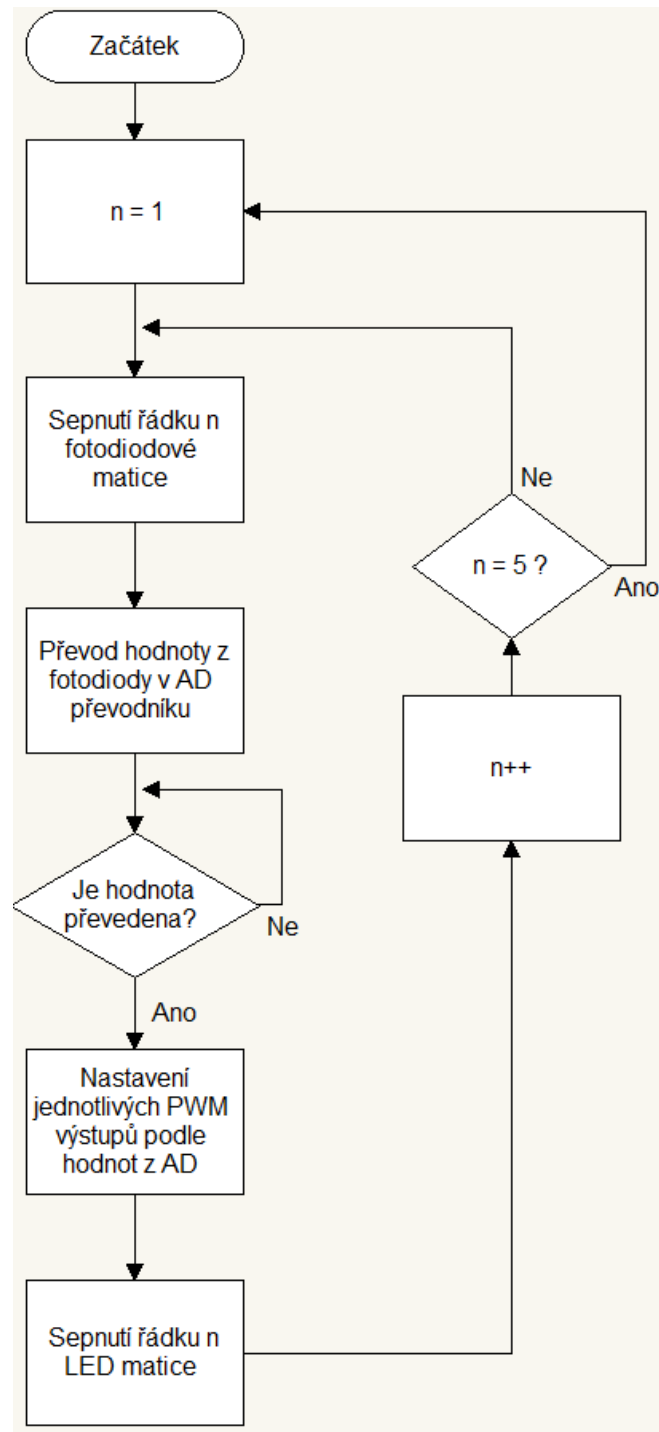 Začátek
n = 1
Sepnutí řádku n
fotodiodové
matice
Převod hodnoty z
fotodiody v AD
převodníku
Je hodnota
převedena?
Ne
Ano
Nastavení
jednotlivých PWM
výstupů podle
hodnot z AD
Sepnutí řádku n
LED matice
n++
n = 5 ?
Ne
Ano